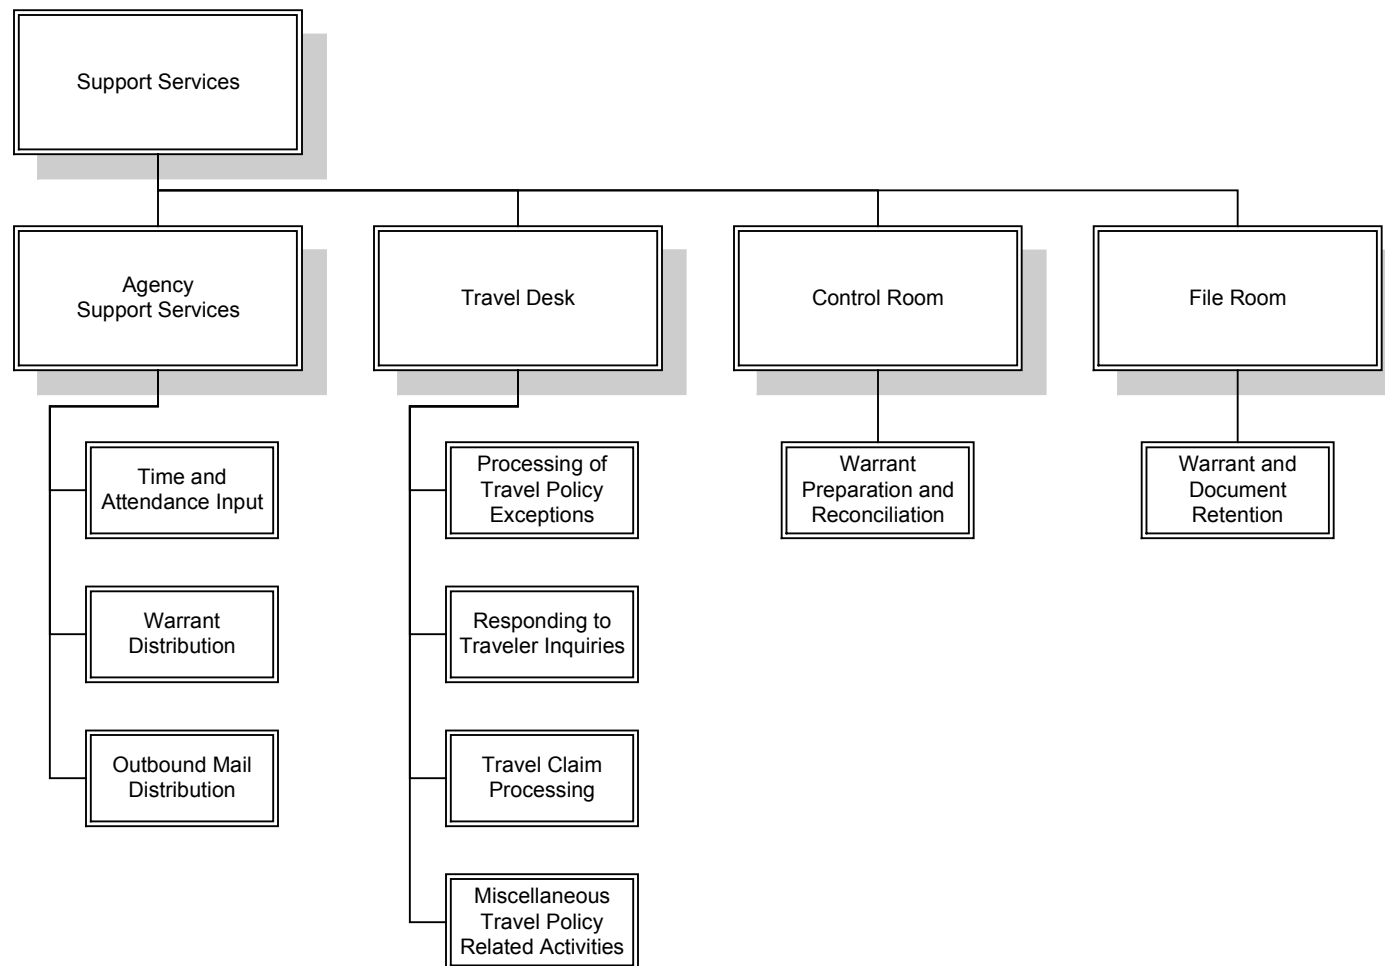 Support Services
Agency
Support Services
Travel Desk
Control Room
File Room
Time and
Attendance Input
Processing of
Travel Policy
Exceptions
Warrant
Preparation and
Reconciliation
Warrant and
Document
Retention
Warrant
Distribution
Responding to
Traveler Inquiries
Outbound Mail
Distribution
Travel Claim
Processing
Miscellaneous
Travel Policy
Related Activities